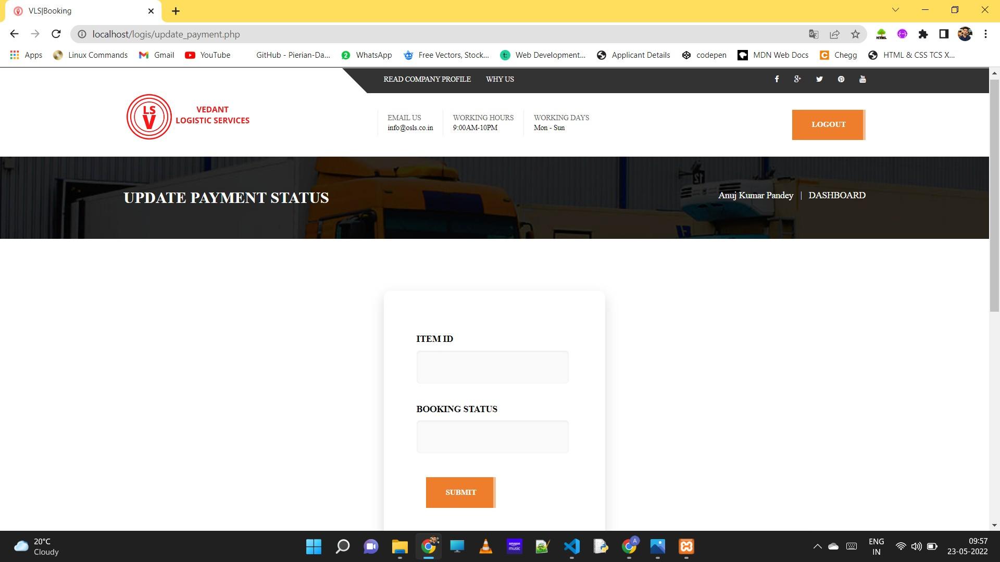 VLS|Booking
localhost/logis/update_payment.php
Apps
Linux Commands
Gmail
YouTube
GitHub - Pierian-Da...
WhatsApp
Free Vectors, Stock...
Web Development...
Applicant Details
codepen
MDN Web Docs
Chegg
HTML & CSS TCS X...
READ COMPANY PROFILE
WHY US
LS
V
VEDANT
LOGISTIC SERVICES
EMAIL US
info@osls.co.in
WORKING HOURS
9:00AM-10PM
WORKING DAYS
Mon - Sun
LOGOUT
UPDATE PAYMENT STATUS
Anuj Kumar Pandey | DASHBOARD
ITEM ID
BOOKING STATUS
SUBMIT
20°C
Cloudy
amazon
music
A
ENG
IN
09:57
23-05-2022